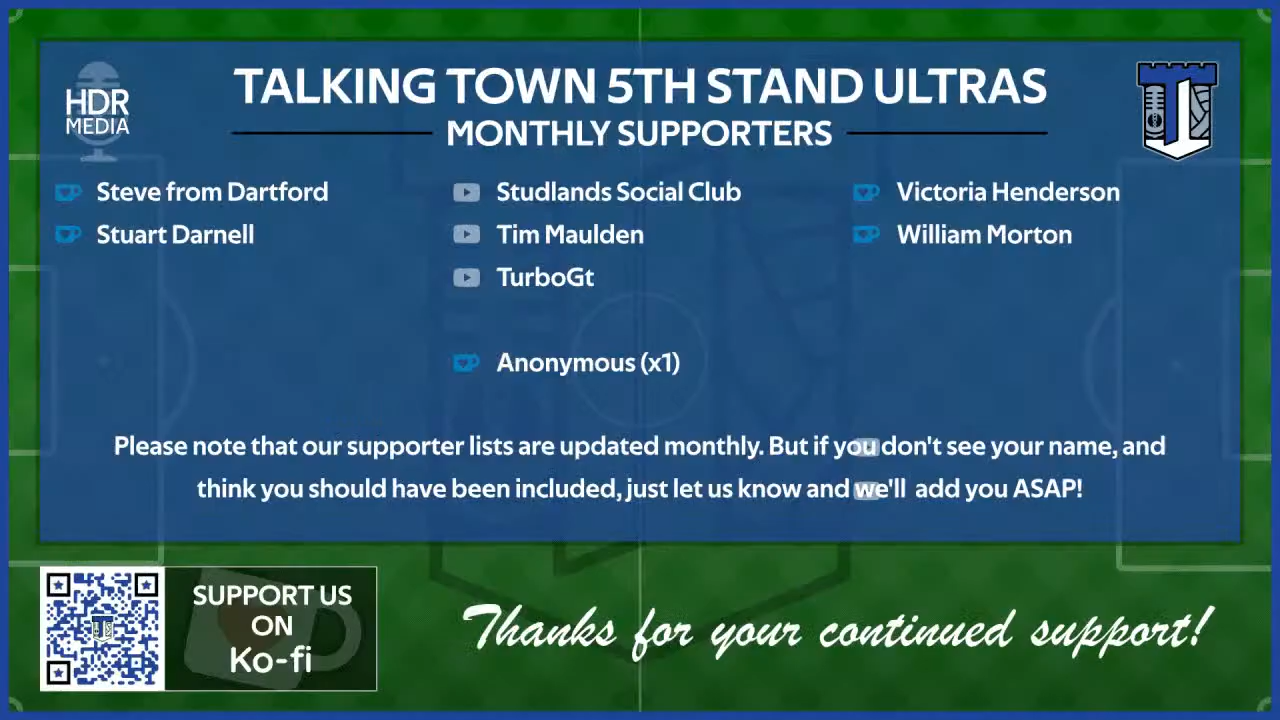 HDR
MEDIA
TALKING TOWN 5TH STAND ULTRAS
MONTHLY SUPPORTERS
Steve from Dartford
Stuart Darnell
Studlands Social Club
Tim Maulden
TurboGt
Anonymous (x1)
Victoria Henderson
William Morton
Please note that our supporter lists are updated monthly. But if you don't see your name, and
think you should have been included, just let us know and we'll add you ASAP!
SUPPORT US
ON
Ko-fi
Thanks for your continued support!